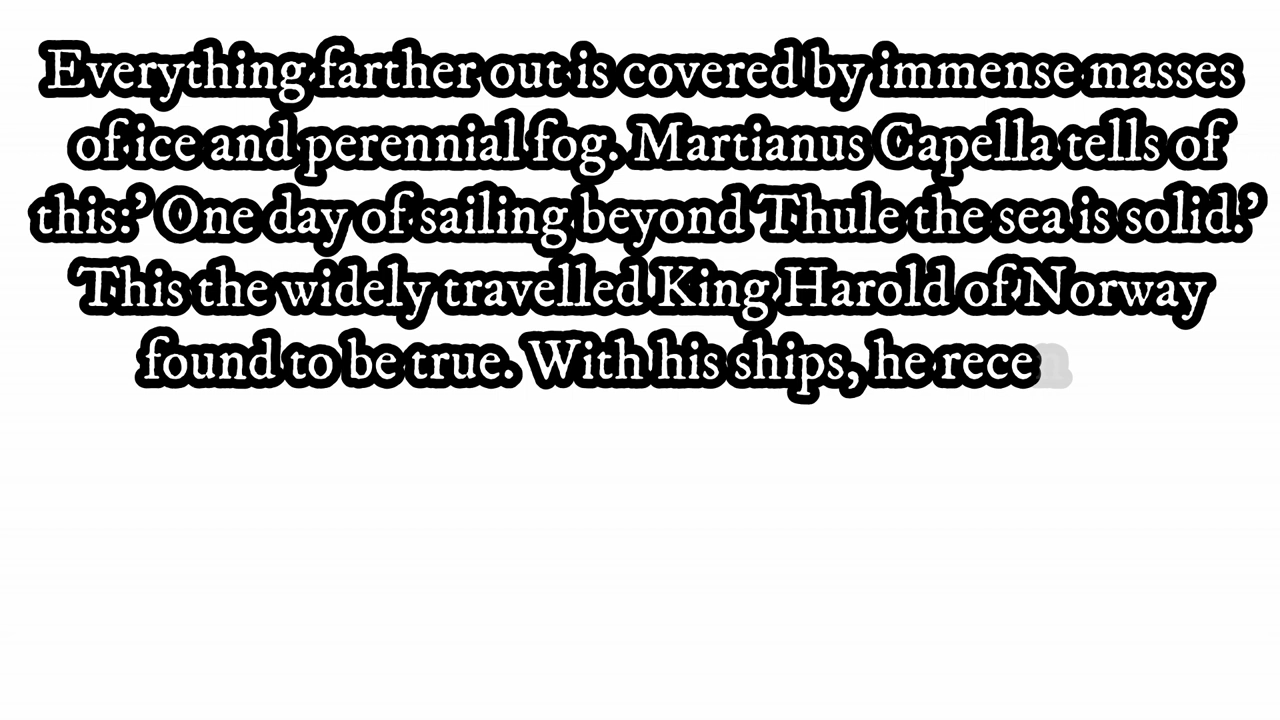 Everything farther out is covered by immense masses
of ice and perennial fog. Martianus Capella tells of
this:’ One day of sailing beyond Thule the sea is solid.’
This the widely travelled King Harold of Norway
found to be true. With his ships, he recen